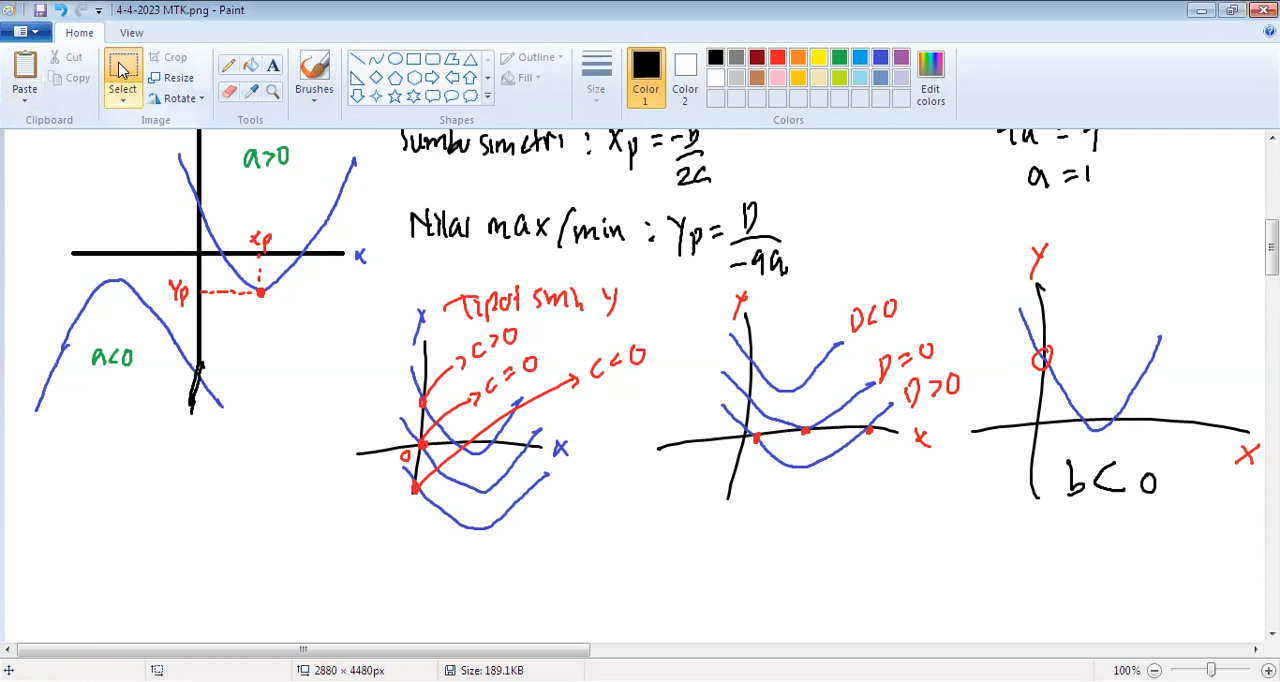 4-4-2023 MTK.png - Paint
Home
View
Paste
Cut
Copy
Clipboard
Select
Crop
Resize
Rotate
Image
Tools
Brushes
Shapes
Outline
Fill
Size
Color 1
Color 2
Edit colors
Colors
a>0
xp
x
Yp
a<0
Sumbu simetri : Xp = -b
2a
a = 1
Nilai max/min : Yp = D
-4a
Tipot smb y
x
C>0
C = 0
C < 0
0
x
Y
D<0
D = 0
D > 0
x
Y
X
b < 0
2880 × 4480px
Size: 189.1KB
100%